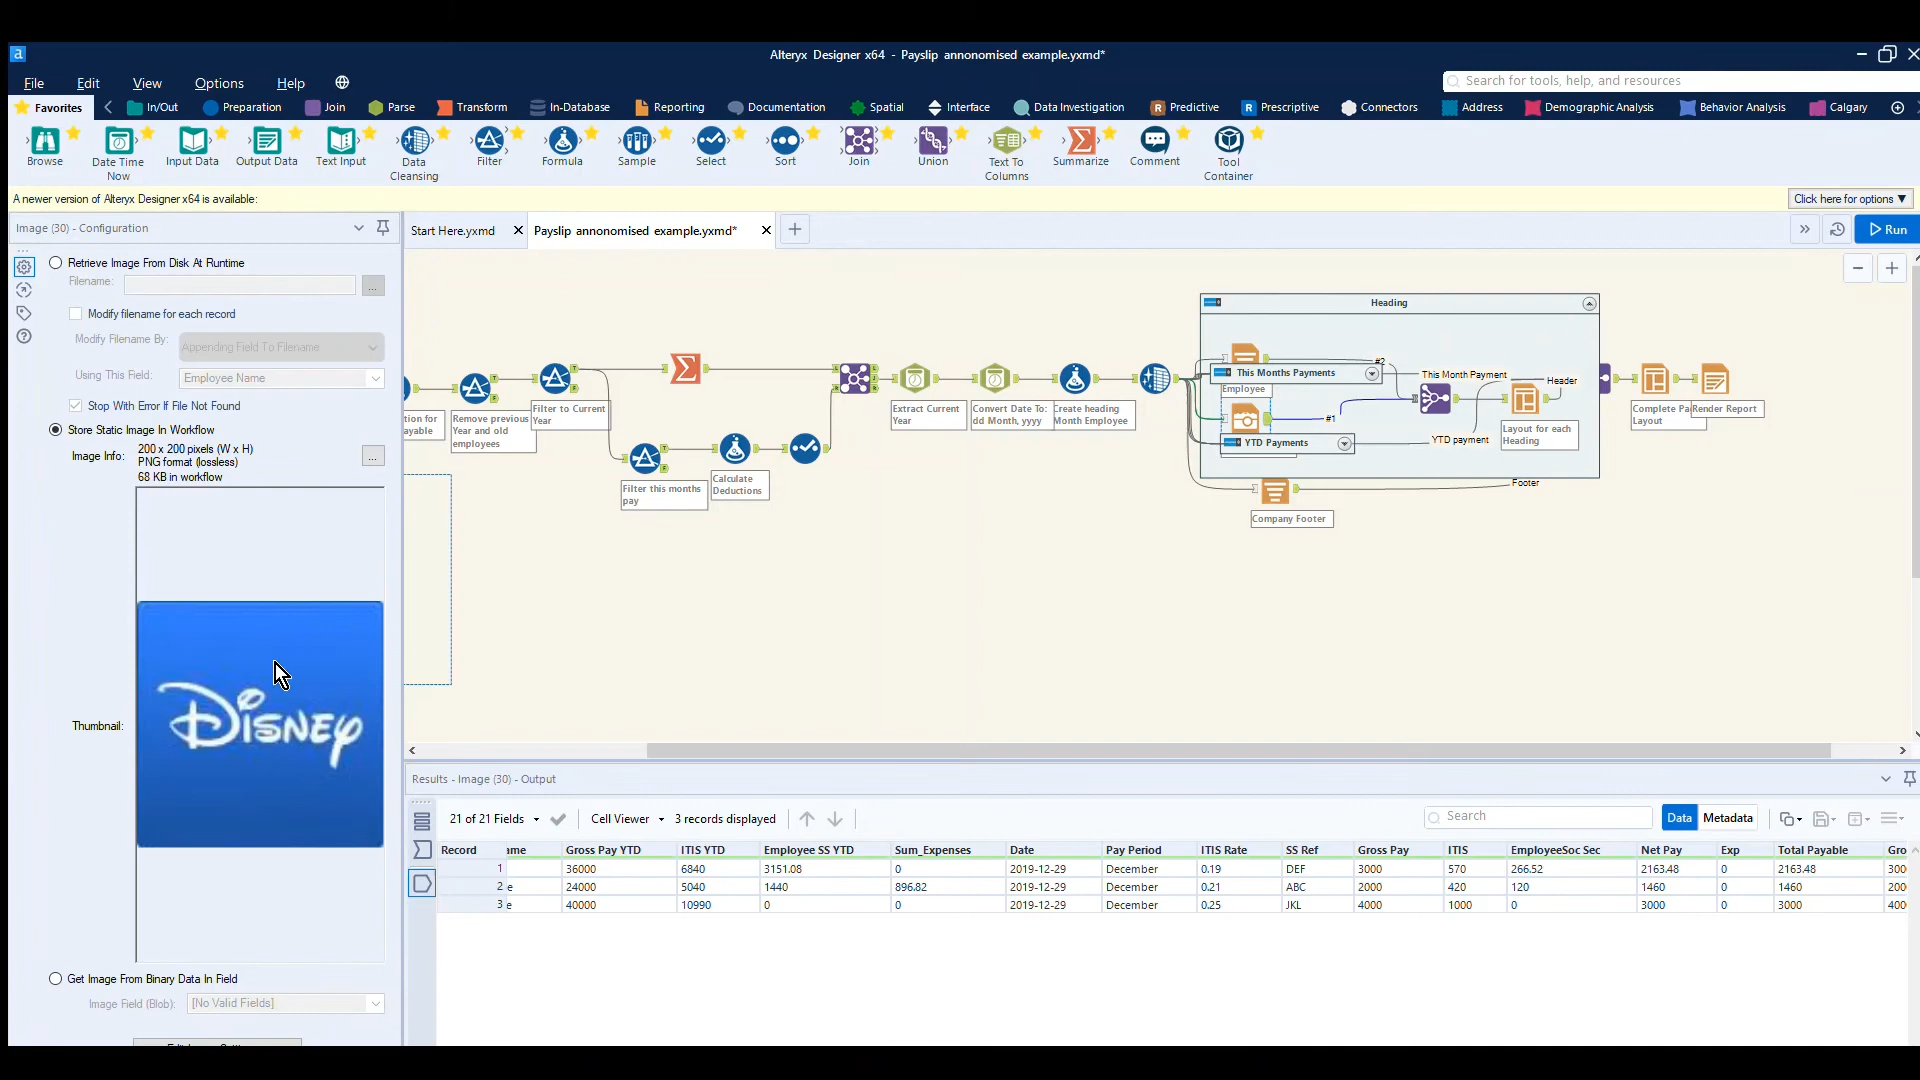 a
Alteryx Designer x64 - Payslip annonomised example.yxmd*
File Edit View Options Help
Search for tools, help, and resources
Favorites In/Out Preparation Join Parse Transform In-Database Reporting Documentation Spatial Interface Data Investigation Predictive Prescriptive Connectors Address Demographic Analysis Behavior Analysis Calgary
Browse Date Time Now Input Data Output Data Text Input Data Cleansing Filter Formula Sample Select Sort Join Union Text To Columns Summarize Comment Tool Container
A newer version of Alteryx Designer x64 is available:
Click here for options ▼
Image (30) - Configuration
Start Here.yxmd
Payslip annonomised example.yxmd*
Run
Retrieve Image From Disk At Runtime
Filename:
...
Modify filename for each record
Modify Filename By: Appending Field To Filename
Using This Field: Employee Name
Stop With Error If File Not Found
Store Static Image In Workflow
Image Info: 200 x 200 pixels (W x H)
PNG format (lossless)
68 KB in workflow
...
Thumbnail:
Disney
Get Image From Binary Data In Field
Image Field (Blob): [No Valid Fields]
tion for
ayable
Remove previous
Year and old
employees
Filter to Current
Year
Filter this months
pay
Calculate
Deductions
Extract Current
Year
Convert Date To:
dd Month, yyyy
Create heading
Month Employee
Heading
#2
This Months Payments
Employee
#1
YTD Payments
This Month Payment
Header
YTD payment
Layout for each
Heading
Footer
Company Footer
Complete Pa
Layout
Render Report
Results - Image (30) - Output
21 of 21 Fields Cell Viewer 3 records displayed
Search
Data Metadata
Record ame Gross Pay YTD ITIS YTD Employee SS YTD Sum_Expenses Date Pay Period ITIS Rate SS Ref Gross Pay ITIS EmployeeSoc Sec Net Pay Exp Total Payable Gro
1 36000 6840 3151.08 0 2019-12-29 December 0.19 DEF 3000 570 266.52 2163.48 0 2163.48 300
2 e 24000 5040 1440 896.82 2019-12-29 December 0.21 ABC 2000 420 120 1460 0 1460 200
3 e 40000 10990 0 0 2019-12-29 December 0.25 JKL 4000 1000 0 3000 0 3000 400